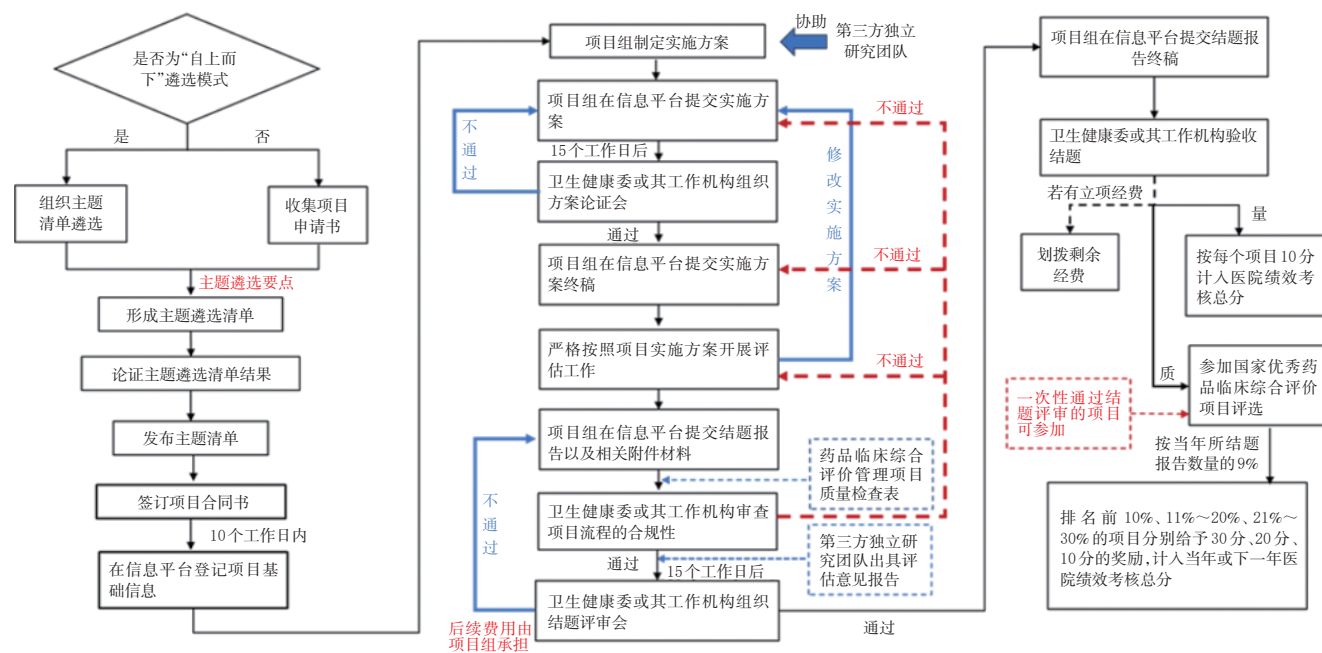 是否为“自上而
下”遴选模式
是
否
组织主题
清单遴选
收集项目
申请书
主题遴选要点
形成主题遴选清单
论证主题遴选清单结果
发布主题清单
签订项目合同书
10个工作日内
在信息平台登记项目基
础信息
项目组制定实施方案
协助
第三方独立
研究团队
项目组在信息平台提交实施方
案
不通过
不
通
过
15个工作日后
修
改
实
施
方
案
卫生健康委或其工作机构组织
方案论证会
通过
项目组在信息平台提交实施方
案终稿
不通过
严格按照项目实施方案开展评
估工作
不通过
项目组在信息平台提交结题报
告以及相关附件材料
药品临床综合
评价管理项目
质量检查表
不
通
过
卫生健康委或其工作机构审查
项目流程的合规性
通过
15个工作日后
第三方独立研
究团队出具评
估意见报告
卫生健康委或其工作机构组织
结题评审会
后续费用由
项目组承担
通过
项目组在信息平台提交结题报
告终稿
卫生健康委或其工作机构验收
结题
若有立项经费
量
划拨剩余
经费
按每个项目10分
计入医院绩效考
核总分
质
参加国家优秀药
品临床综合评价
项目评选
一次性通过结
题评审的项目
可参加
按当年所结题
报告数量的9%
排名前10%、11%～20%、21%～
30%的项目分别给予30分、20分、
10分的奖励,计入当年或下一年医
院绩效考核总分